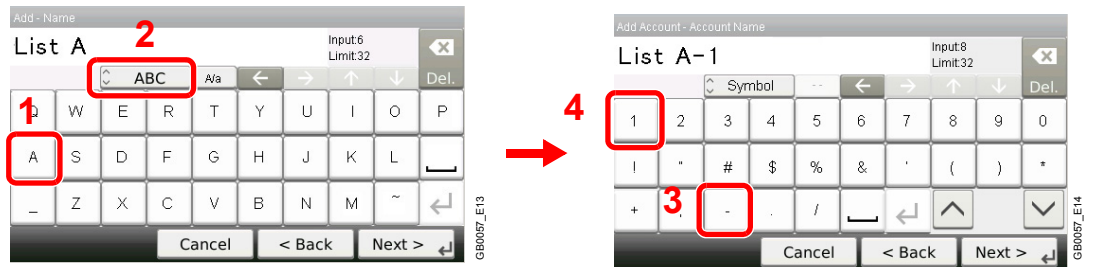 Add - Name
List A
Input:6
Limit:32
2
ABC
A/a
Del.
1
Q W E R T Y U I O P
A S D F G H J K L
_ Z X C V B N M ~
Cancel
< Back
Next >
GB0057_E13
Add Account - Account Name
List A-1
Input:8
Limit:32
Symbol
--
Del.
4
1 2 3 4 5 6 7 8 9 0
! " # $ % & ' ( ) *
3
+ , - . /
Cancel
< Back
Next >
GB0057_E14